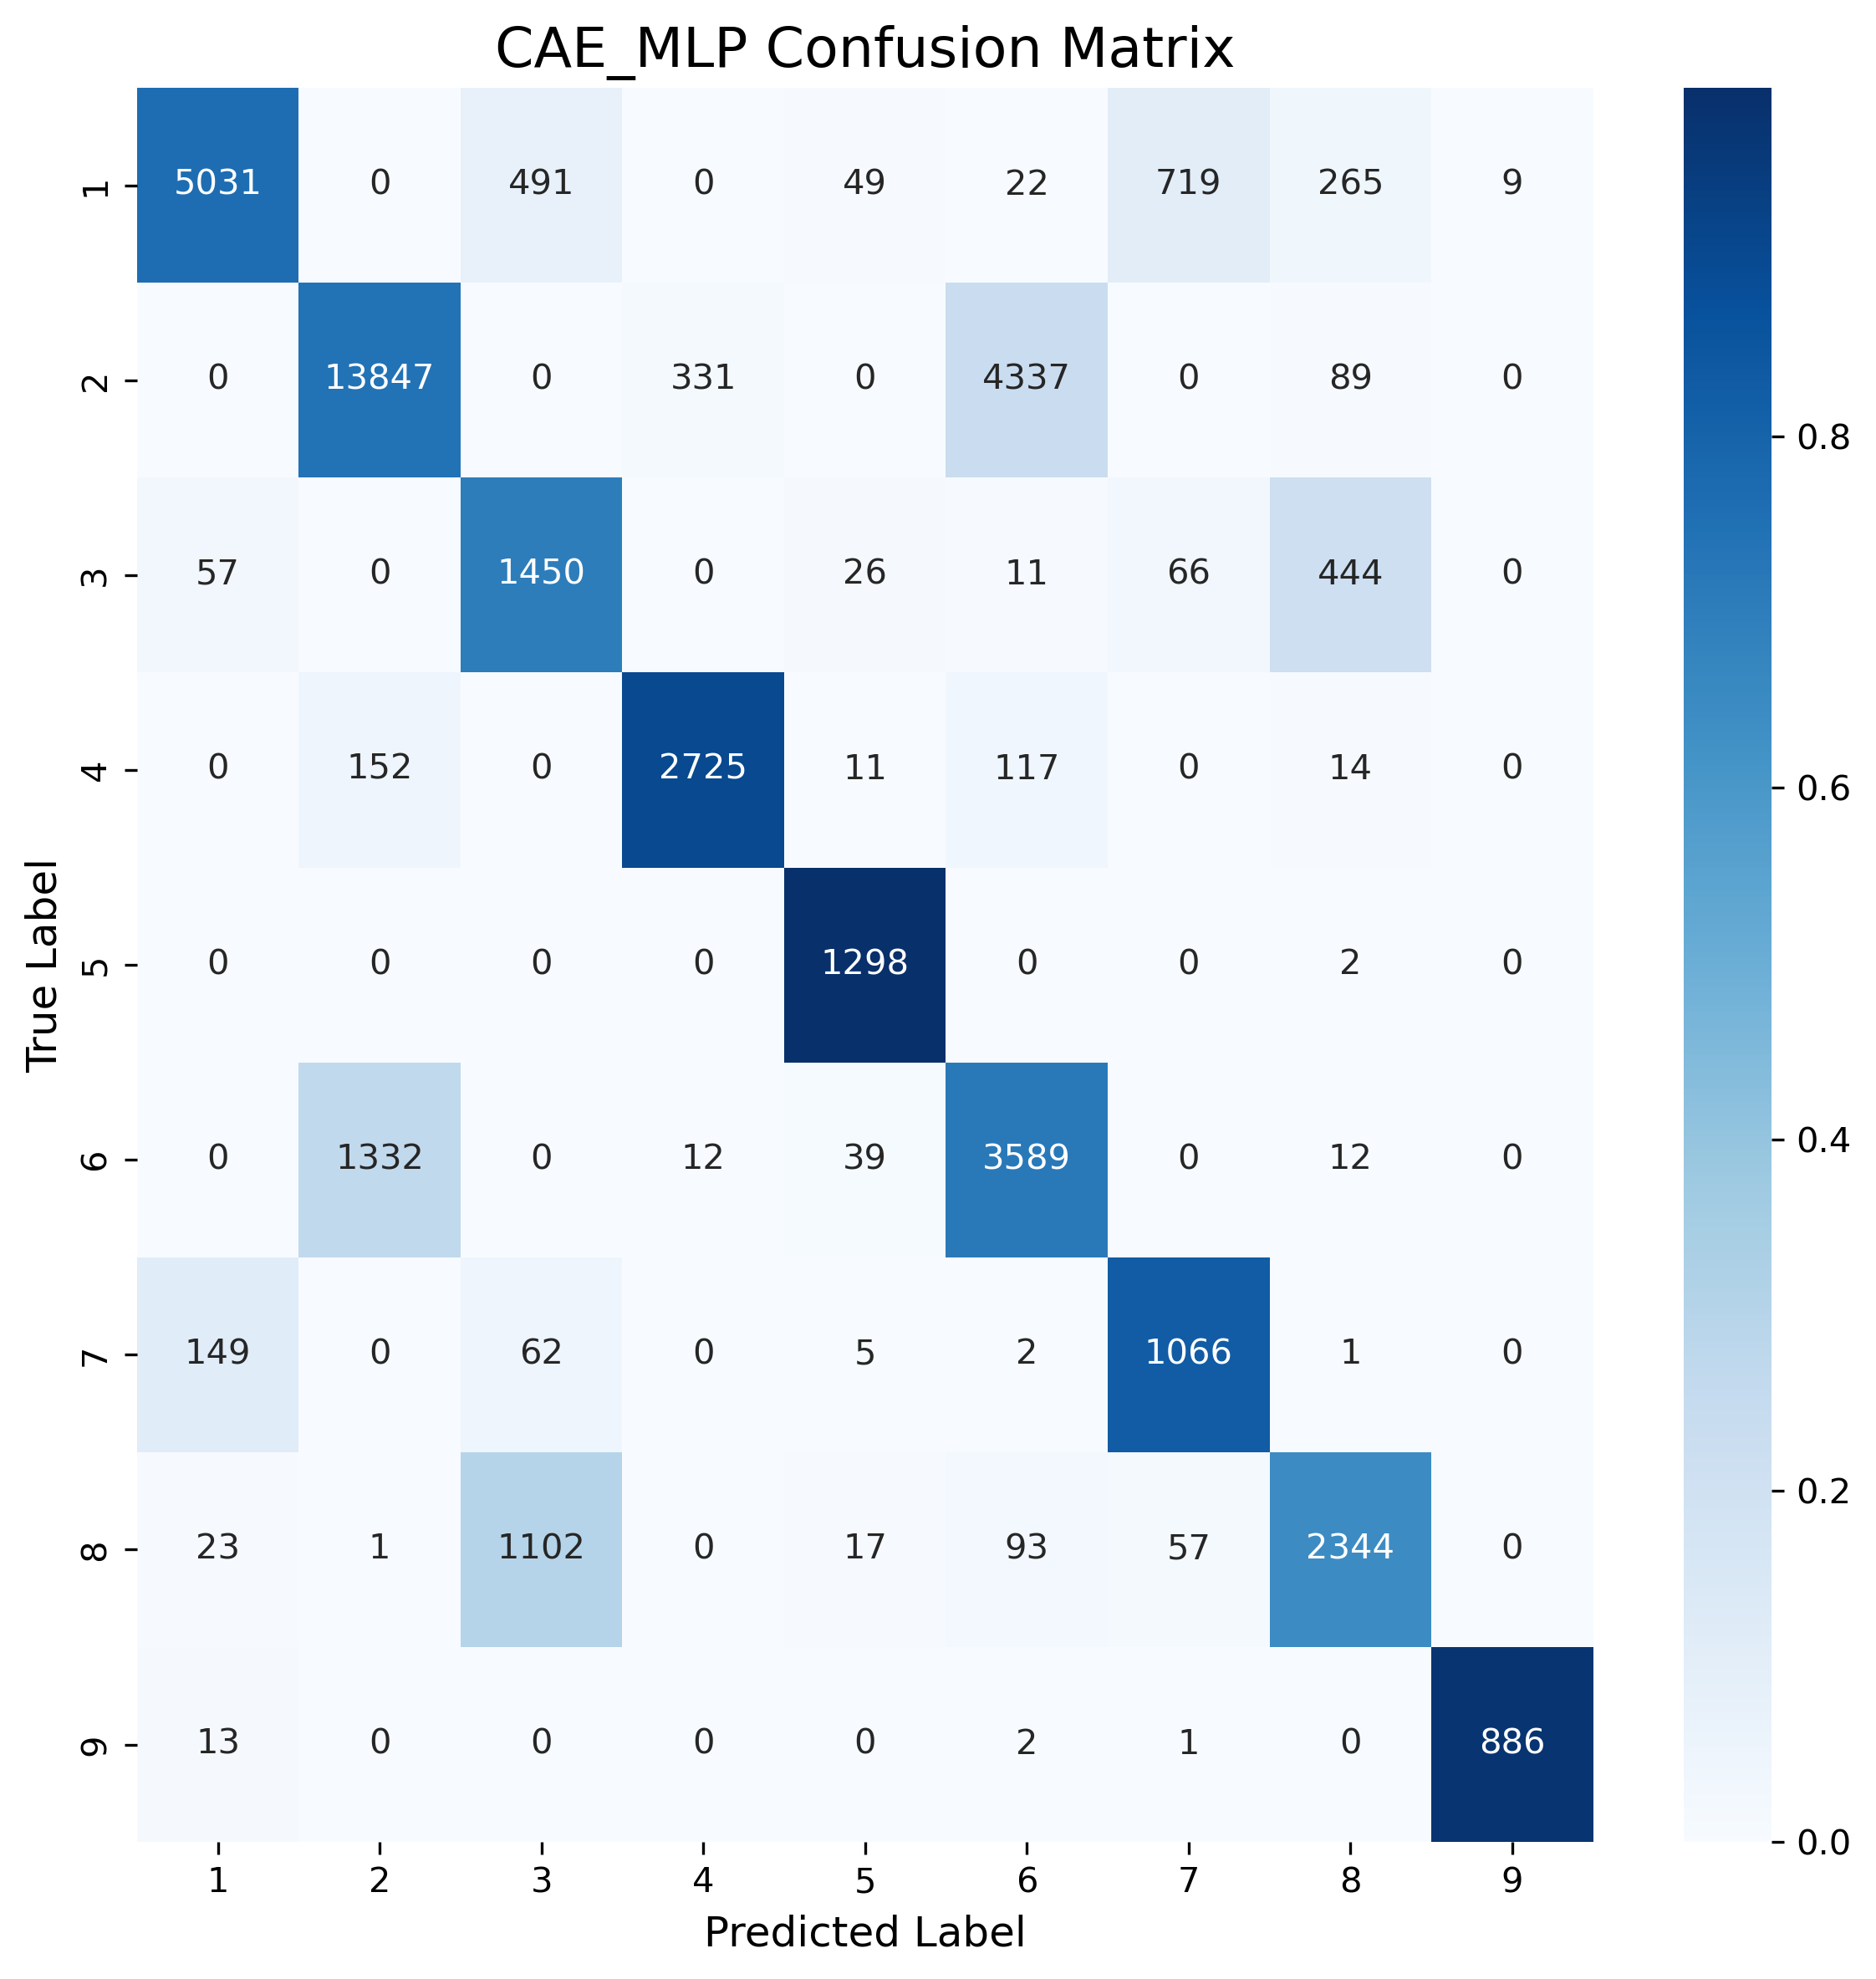 CAE_MLP Confusion Matrix
True Label
1 5031 0 491 0 49 22 719 265 9
2 0 13847 0 331 0 4337 0 89 0
3 57 0 1450 0 26 11 66 444 0
4 0 152 0 2725 11 117 0 14 0
5 0 0 0 0 1298 0 0 2 0
6 0 1332 0 12 39 3589 0 12 0
7 149 0 62 0 5 2 1066 1 0
8 23 1 1102 0 17 93 57 2344 0
9 13 0 0 0 0 2 1 0 886
1 2 3 4 5 6 7 8 9
Predicted Label
0.8
0.6
0.4
0.2
0.0